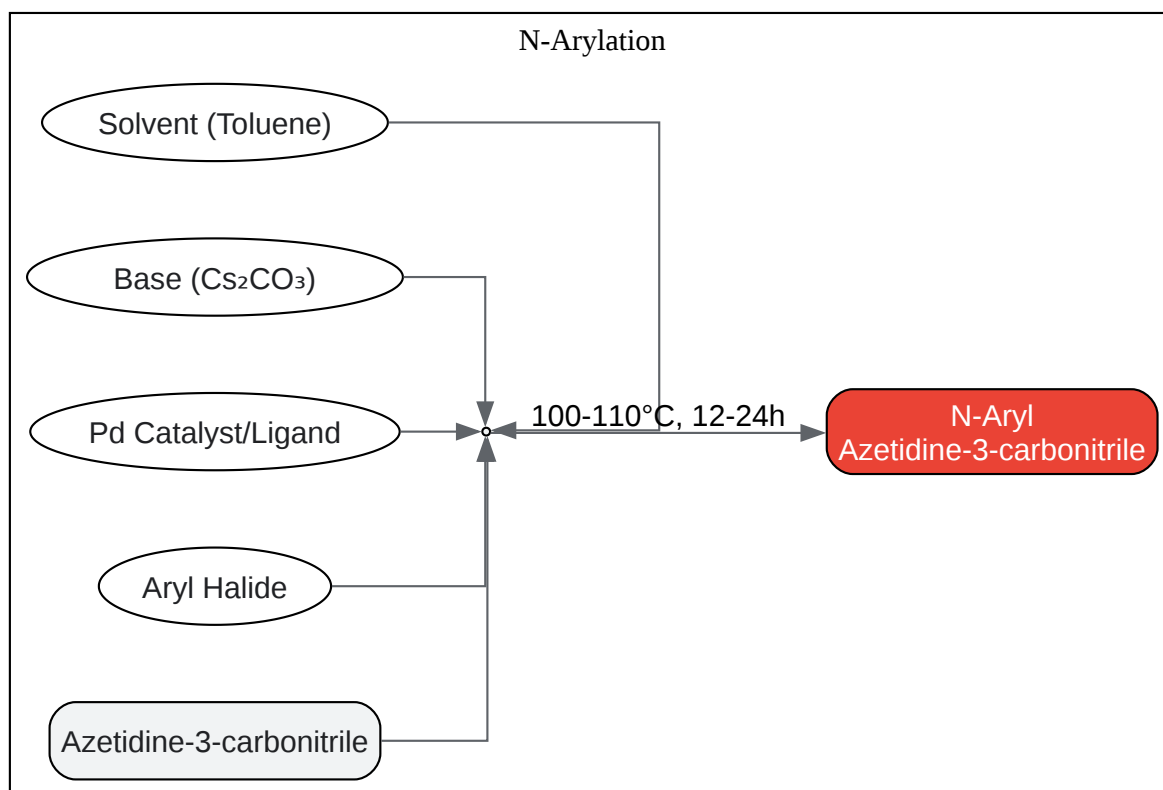 N-Arylation
Solvent (Toluene)
Base (Cs₂CO₃)
Pd Catalyst/Ligand
100-110°C, 12-24h
N-Aryl
Azetidine-3-carbonitrile
Aryl Halide
Azetidine-3-carbonitrile